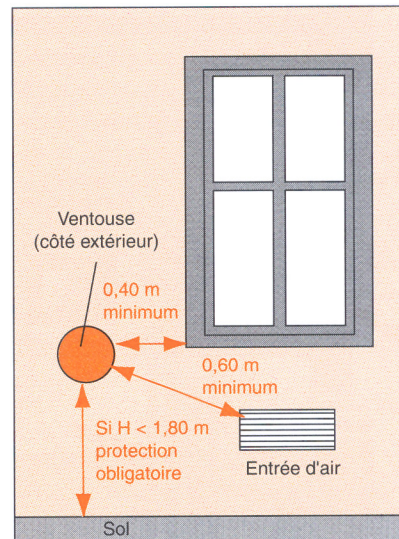 Ventouse
(côté extérieur)
0,40 m
minimum
0,60 m
minimum
Si H < 1,80 m
protection
obligatoire
Entrée d'air
Sol